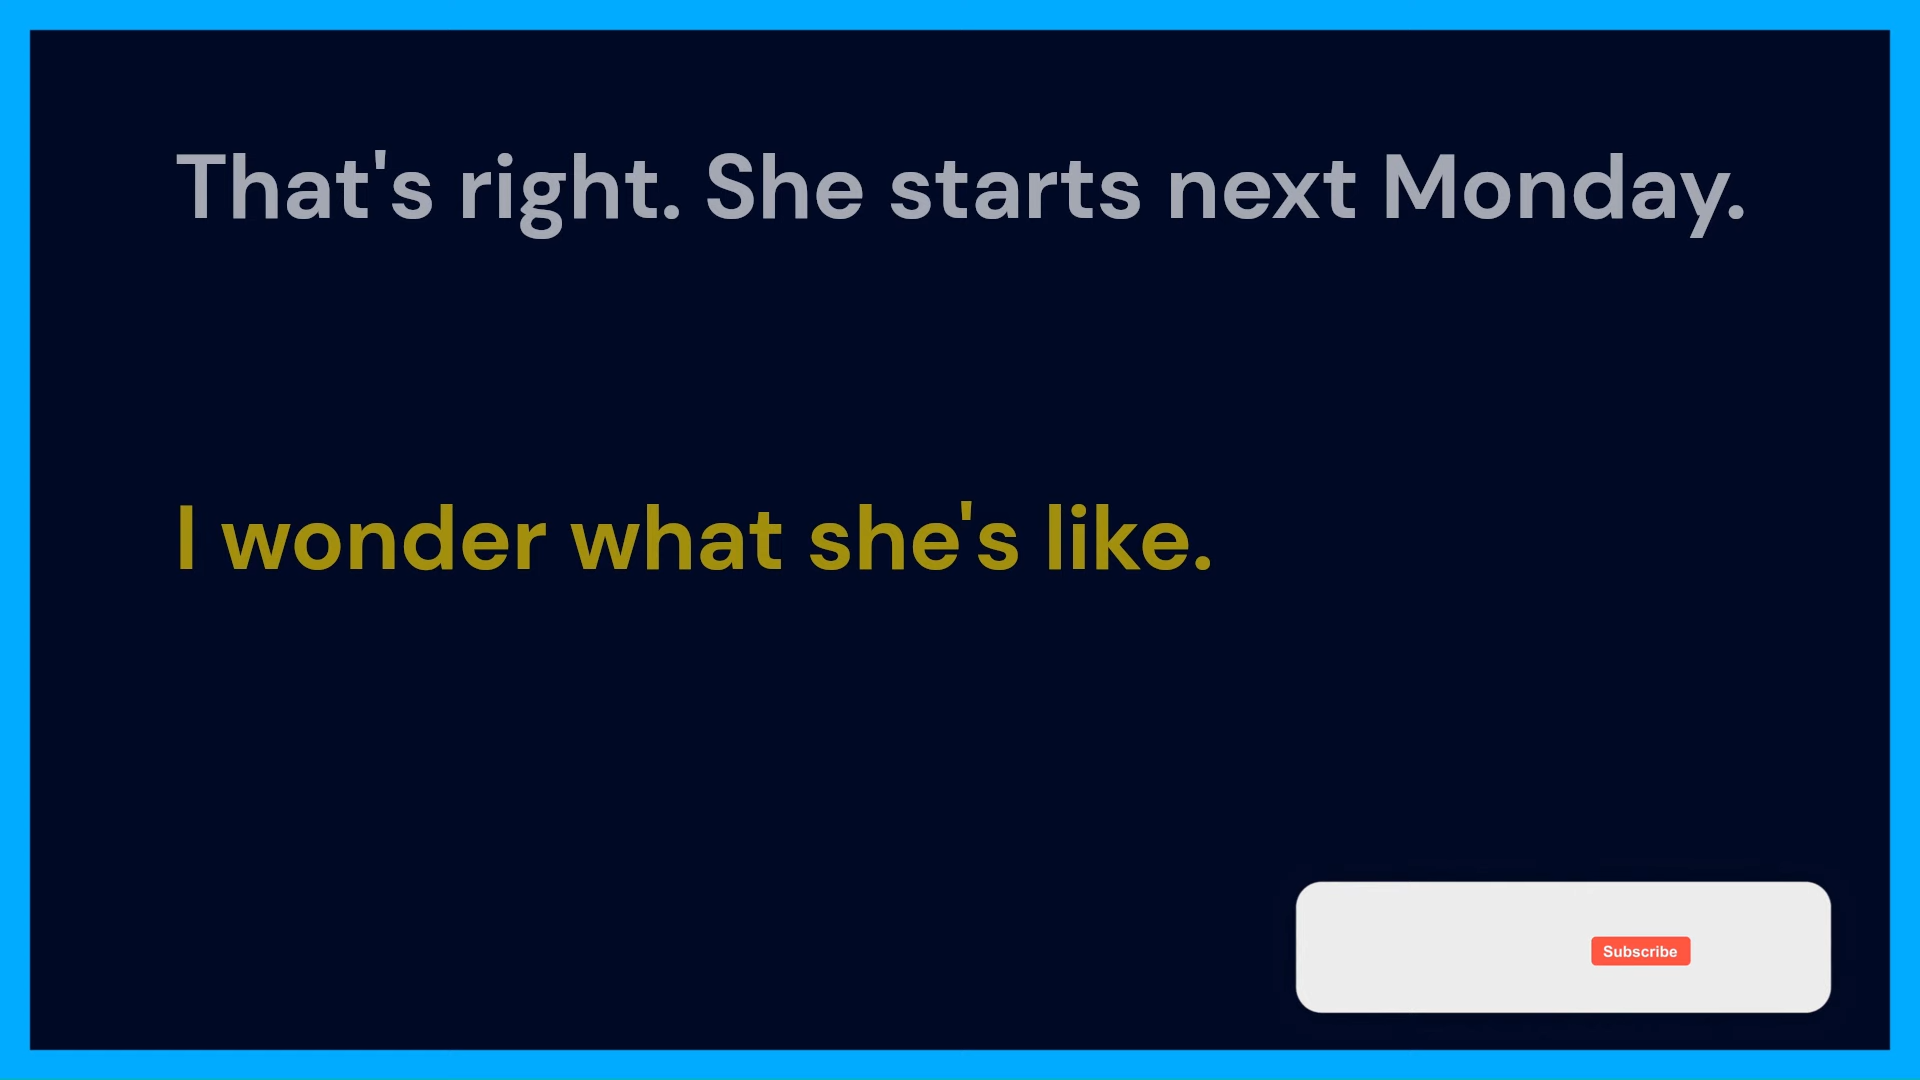 That's right. She starts next Monday.
I wonder what she's like.
Subscribe